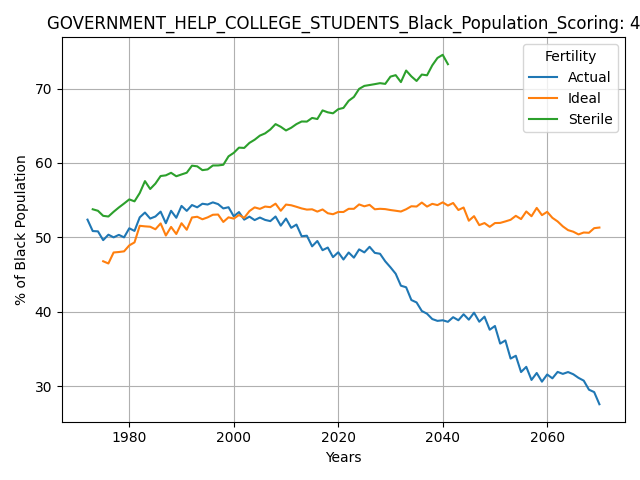 GOVERNMENT_HELP_COLLEGE_STUDENTS_Black_Population_Scoring: 4
Fertility
Actual
Ideal
Sterile
% of Black Population
70
60
50
40
30
1980
2000
2020
2040
2060
Years